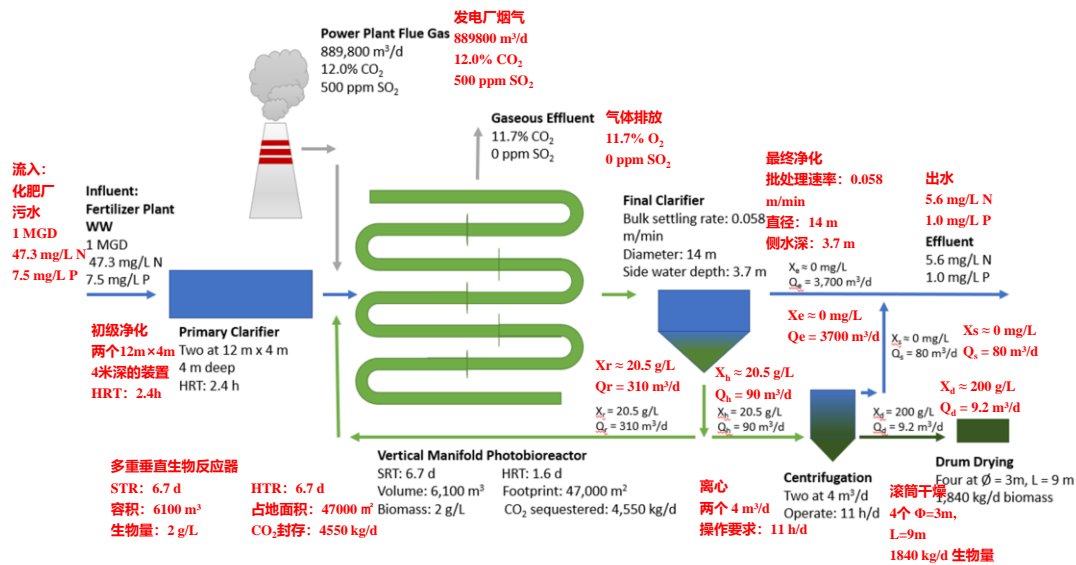 Power Plant Flue Gas
889,800 m³/d
12.0% CO₂
500 ppm SO₂
发电厂烟气
889800 m³/d
12.0% CO₂
500 ppm SO₂
Gaseous Effluent
11.7% CO₂
0 ppm SO₂
气体排放
11.7% O₂
0 ppm SO₂
流入：
化肥厂
污水
1 MGD
47.3 mg/L N
7.5 mg/L P
Influent:
Fertilizer Plant
WW
1 MGD
47.3 mg/L N
7.5 mg/L P
Final Clarifier
Bulk settling rate: 0.058
m/min
Diameter: 14 m
Side water depth: 3.7 m
最终净化
批处理速率：0.058
m/min
直径：14 m
侧水深：3.7 m
出水
5.6 mg/L N
1.0 mg/L P
Effluent
5.6 mg/L N
1.0 mg/L P
Xₑ ≈ 0 mg/L
Qₑ = 3,700 m³/d
Xe ≈ 0 mg/L
Qe = 3700 m³/d
Xₛ ≈ 0 mg/L
Qₛ = 80 m³/d
Xs ≈ 0 mg/L
Qₛ = 80 m³/d
初级净化
两个12m×4m
4米深的装置
HRT：2.4h
Primary Clarifier
Two at 12 m x 4 m
4 m deep
HRT: 2.4 h
Xr ≈ 20.5 g/L
Qr = 310 m³/d
Xᵣ = 20.5 g/L
Qᵣ = 310 m³/d
Xₕ ≈ 20.5 g/L
Qₕ = 90 m³/d
Xₕ = 20.5 g/L
Qₕ = 90 m³/d
X_d ≈ 200 g/L
Q_d = 9.2 m³/d
X_d = 200 g/L
Q_d = 9.2 m³/d
Vertical Manifold Photobioreactor
SRT: 6.7 d HRT: 1.6 d
Volume: 6,100 m³ Footprint: 47,000 m²
Biomass: 2 g/L CO₂ sequestered: 4,550 kg/d
多重垂直生物反应器
STR：6.7 d HTR：6.7 d
容积：6100 m³ 占地面积：47000 ㎡
生物量：2 g/L CO₂封存：4550 kg/d
Centrifugation
Two at 4 m³/d
Operate: 11 h/d
离心
两个 4 m³/d
操作要求：11 h/d
Drum Drying
Four at Ø = 3m, L = 9 m
1,840 kg/d biomass
滚筒干燥
4个 Φ=3m,
L=9m
1840 kg/d 生物量